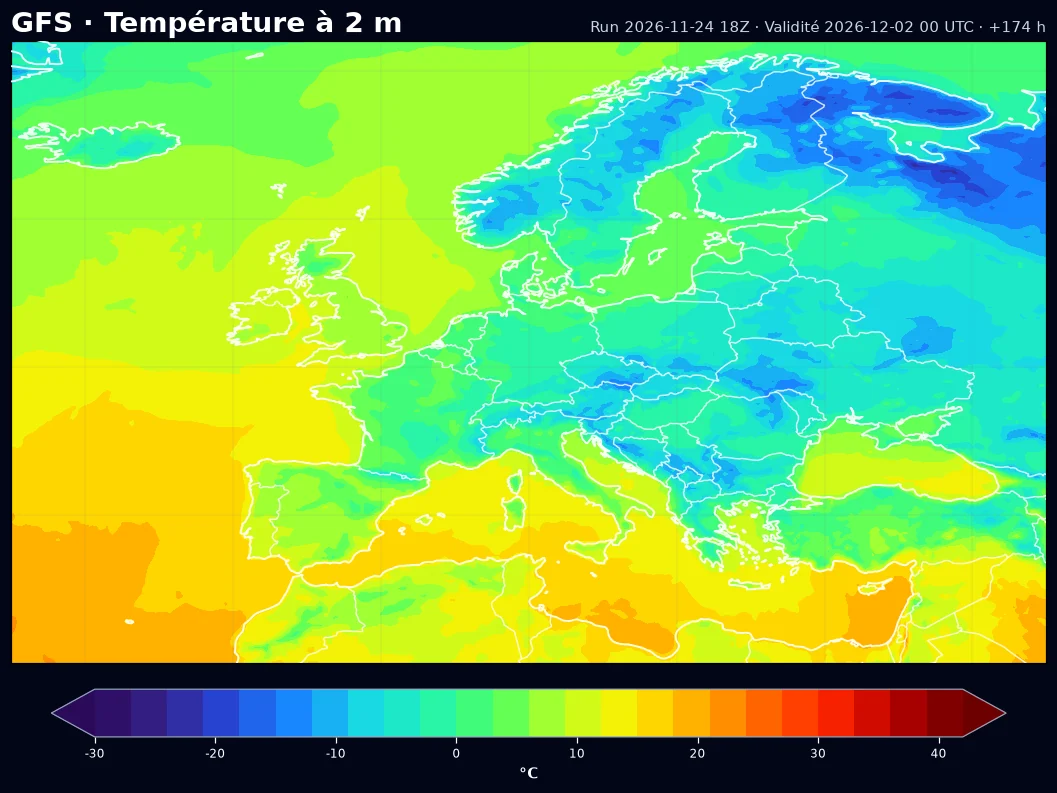 GFS · Température à 2 m
Run 2026-11-24 18Z · Validité 2026-12-02 00 UTC · +174 h
-30 -20 -10 0 10 20 30 40
°C